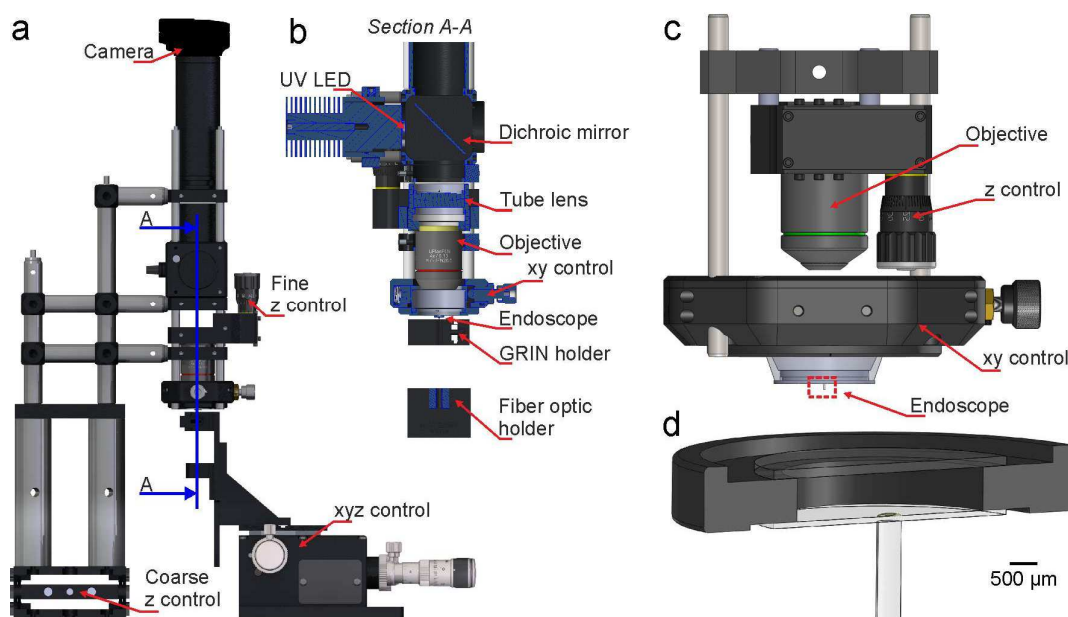 a
Camera
A
Fine
z control
A
xyz control
Coarse
z control
b
Section A-A
UV LED
Dichroic mirror
Tube lens
Objective
xy control
Endoscope
GRIN holder
Fiber optic
holder
c
Objective
z control
xy control
Endoscope
d
500 µm